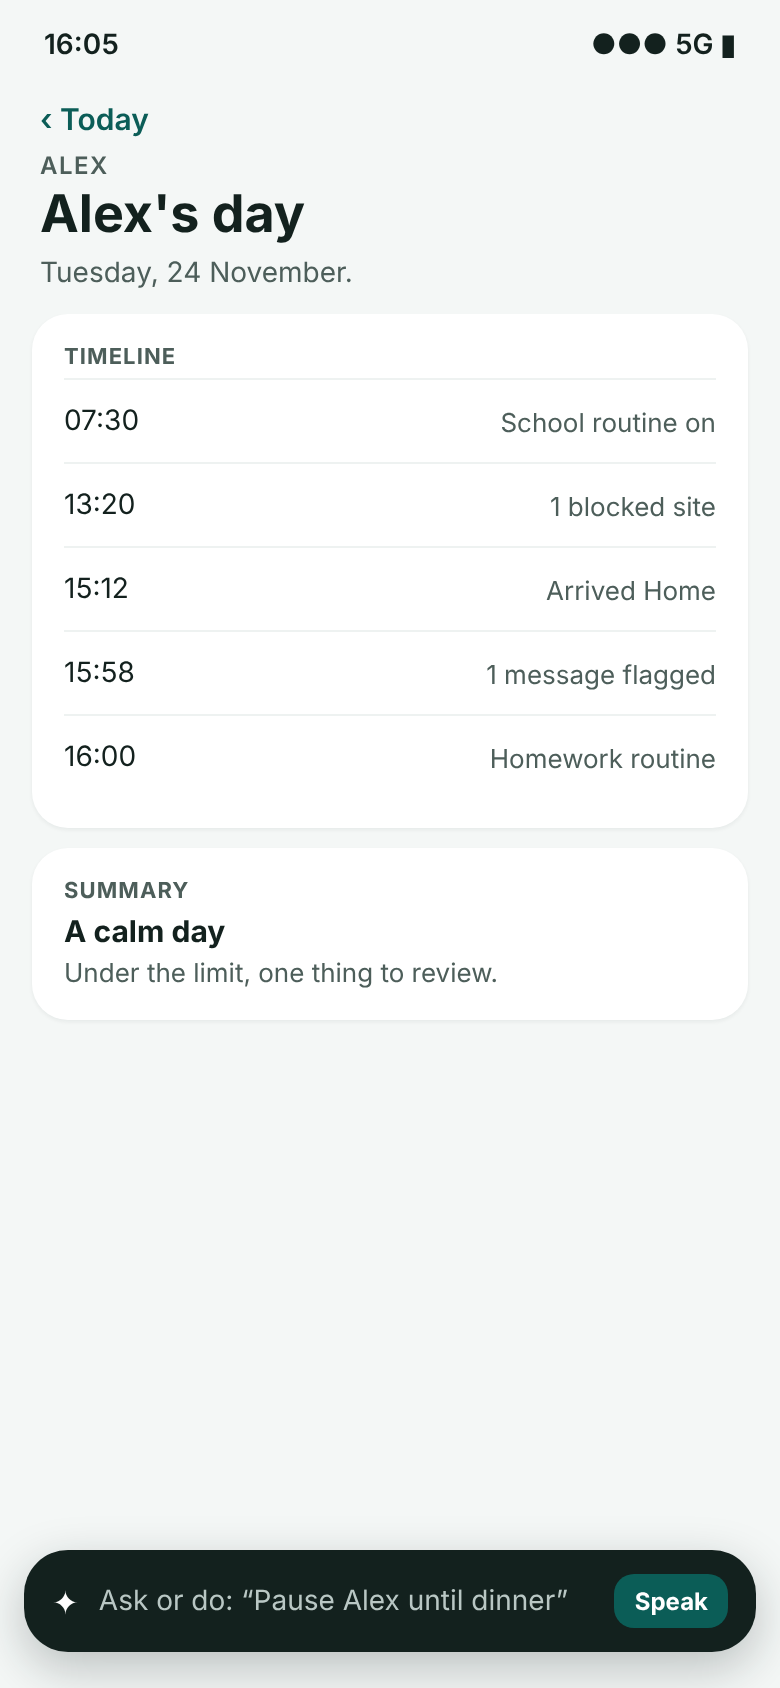 16:05 ●●● 5G ▮
‹ Today
ALEX
Alex's day
Tuesday, 24 November.
TIMELINE
07:30 School routine on
13:20 1 blocked site
15:12 Arrived Home
15:58 1 message flagged
16:00 Homework routine
SUMMARY
A calm day
Under the limit, one thing to review.
✦ Ask or do: “Pause Alex until dinner” Speak